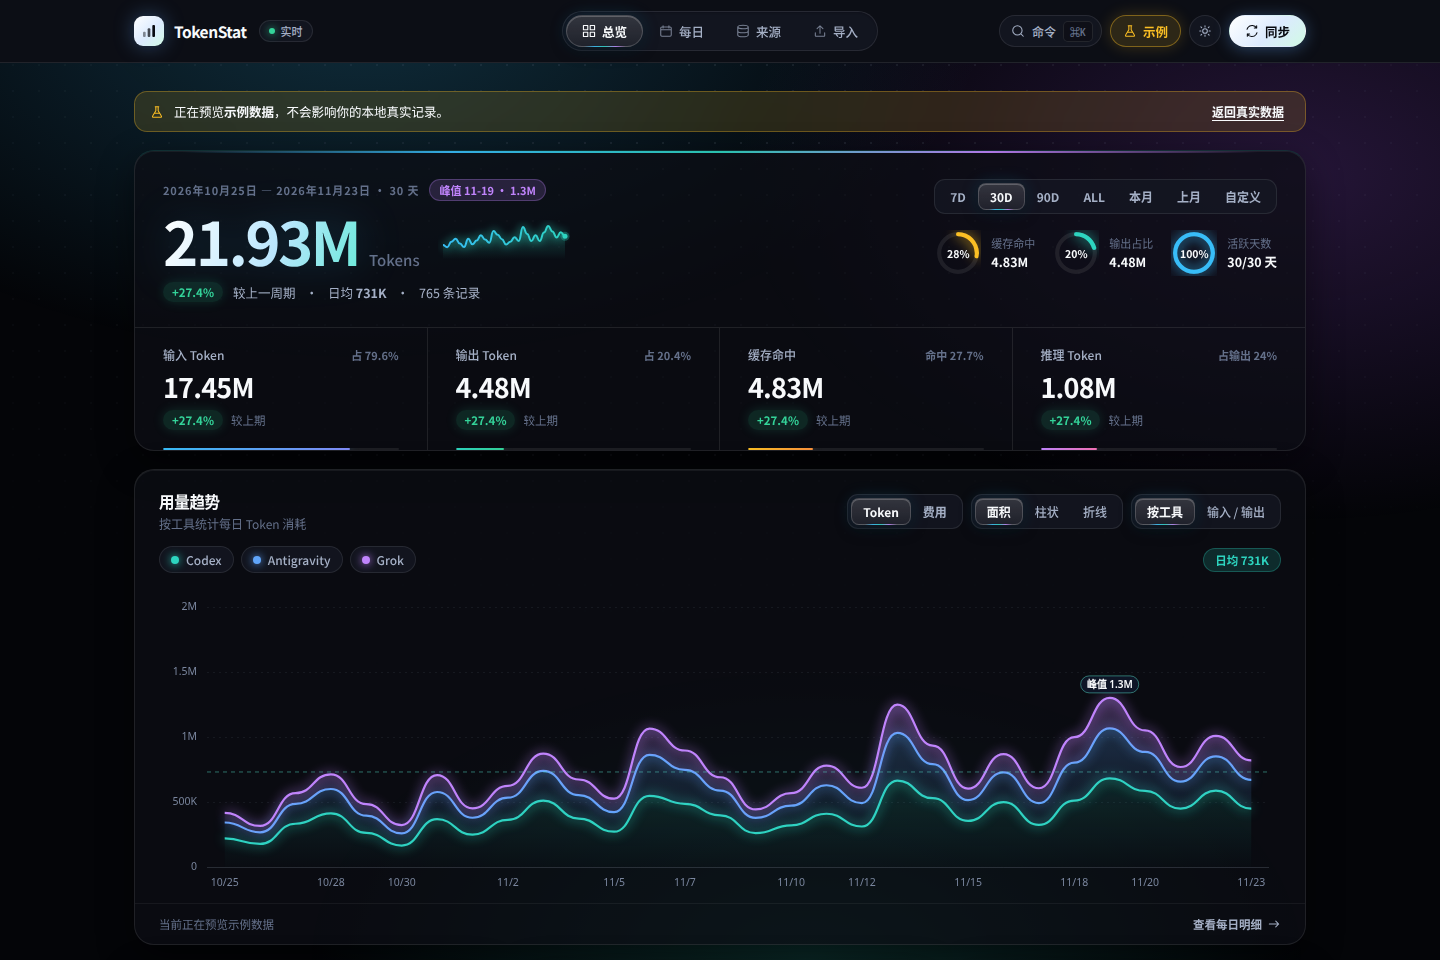 TokenStat 实时 总览 每日 来源 导入 命令 ⌘K 示例 同步
正在预览示例数据，不会影响你的本地真实记录。 返回真实数据
2026年10月25日 — 2026年11月23日 • 30 天 峰值 11-19 • 1.3M
7D 30D 90D ALL 本月 上月 自定义
21.93M Tokens
28% 缓存命中 4.83M
20% 输出占比 4.48M
100% 活跃天数 30/30 天
+27.4% 较上一周期 • 日均 731K • 765 条记录
输入 Token 占 79.6%
17.45M
+27.4% 较上期
输出 Token 占 20.4%
4.48M
+27.4% 较上期
缓存命中 命中 27.7%
4.83M
+27.4% 较上期
推理 Token 占输出 24%
1.08M
+27.4% 较上期
用量趋势
按工具统计每日 Token 消耗
Token 费用 面积 柱状 折线 按工具 输入 / 输出
Codex Antigravity Grok 日均 731K
2M
1.5M
峰值 1.3M
1M
500K
0
10/25 10/28 10/30 11/2 11/5 11/7 11/10 11/12 11/15 11/18 11/20 11/23
当前正在预览示例数据 查看每日明细 →